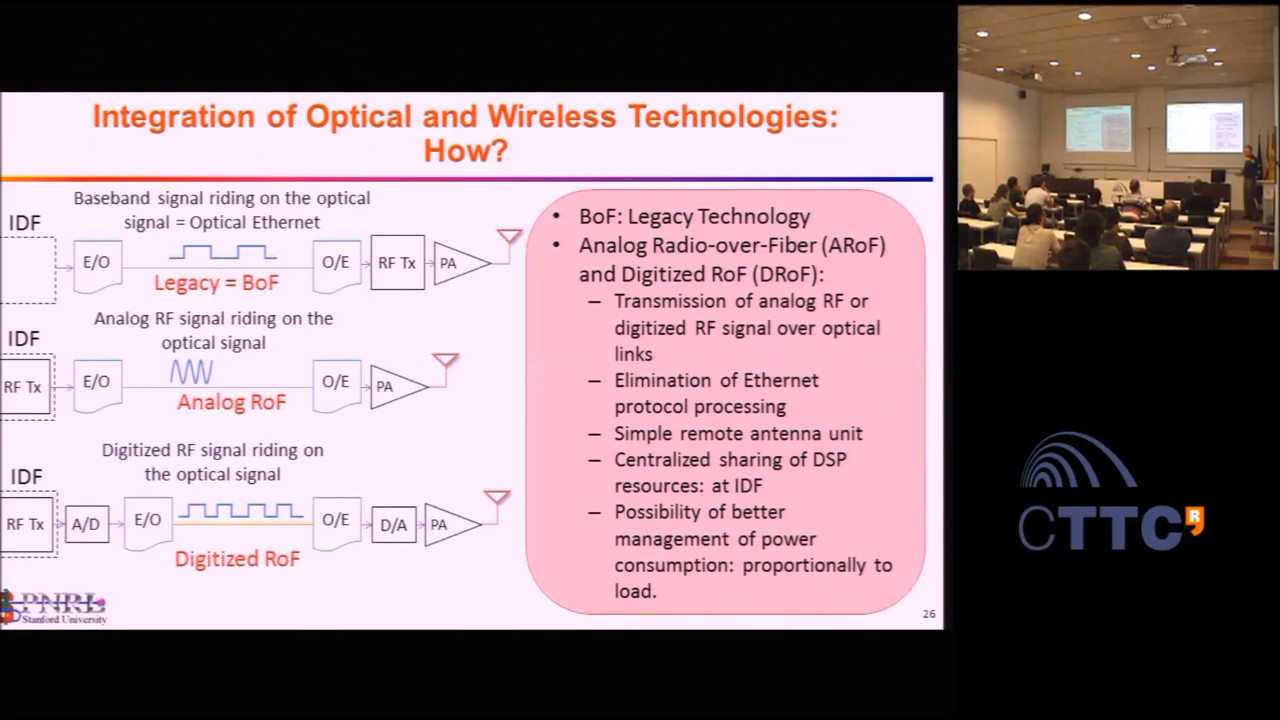 Integration of Optical and Wireless Technologies:
How?
Baseband signal riding on the optical
signal = Optical Ethernet
IDF
E/O
O/E
RF Tx
PA
Legacy = BoF
Analog RF signal riding on the
optical signal
IDF
RF Tx
E/O
O/E
PA
Analog RoF
Digitized RF signal riding on
the optical signal
IDF
RF Tx
A/D
E/O
O/E
D/A
PA
Digitized RoF
• BoF: Legacy Technology
• Analog Radio-over-Fiber (ARoF)
and Digitized RoF (DRoF):
– Transmission of analog RF or
digitized RF signal over optical
links
– Elimination of Ethernet
protocol processing
– Simple remote antenna unit
– Centralized sharing of DSP
resources: at IDF
– Possibility of better
management of power
consumption: proportionally to
load.
PNRL
Stanford University
26
CTTC
R